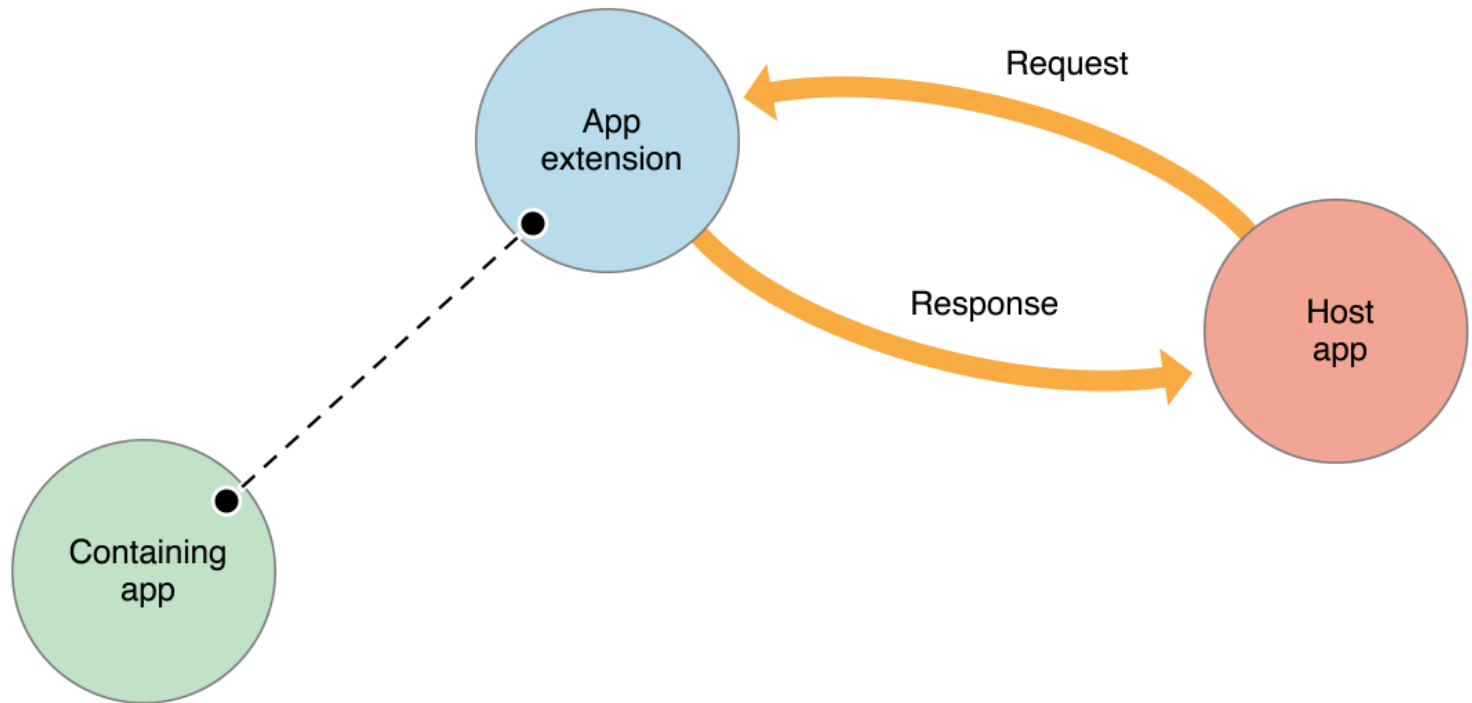 Request
App
extension
Response
Host
app
Containing
app